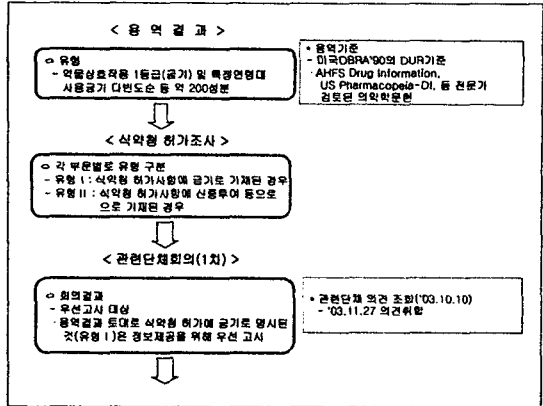 < 용 역 결 과 >
⇨ 유형
- 약물상호작용 1등급(금기) 및 특정연령대
사용금기 다빈도순 등 약 200성분
* 용역기준
- 미국OBRA'90의 DUR기준
·AHFS Drug Information,
US Pharmacopeia-DI, 등 전문가
검토된 의약학문헌
< 식약청 허가조사 >
⇨ 각 부문별로 유형 구분
- 유형 I : 식약청 허가사항에 금기로 기재된 경우
- 유형 II : 식약청 허가사항에 신중투여 등으로
으로 기재된 경우
< 관련단체회의(1차) >
⇨ 회의결과
- 우선고시 대상
·용역결과 토대로 식약청 허가에 금기로 명시된
것(유형 I )은 정보제공을 위해 우선 고시
* 관련단체 의견 조회('03.10.10)
- '03.11.27 의견취합